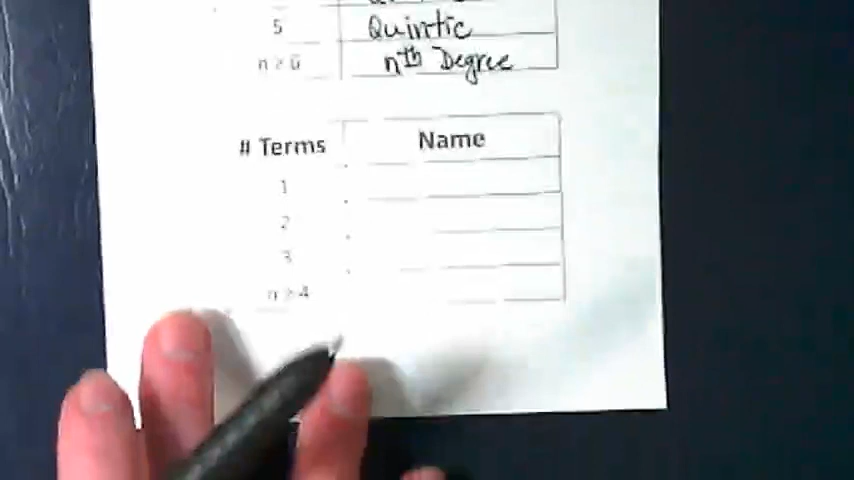 5 Quintic
n ≥ 6 nth Degree
# Terms Name
1
2
3
n ≥ 4